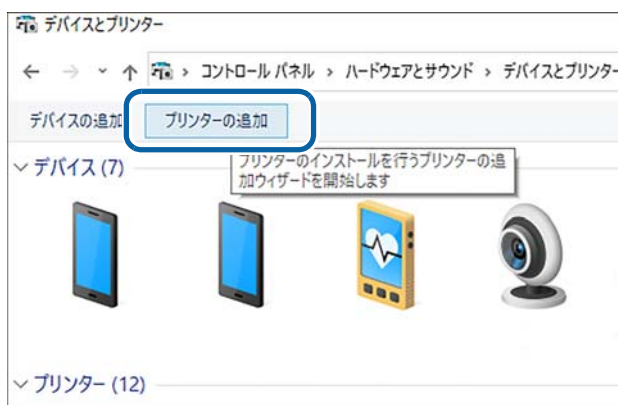 デバイスとプリンター
コントロール パネル › ハードウェアとサウンド › デバイスとプリンター
デバイスの追加 プリンターの追加
プリンターのインストールを行うプリンターの追
加ウィザードを開始します
デバイス (7)
プリンター (12)